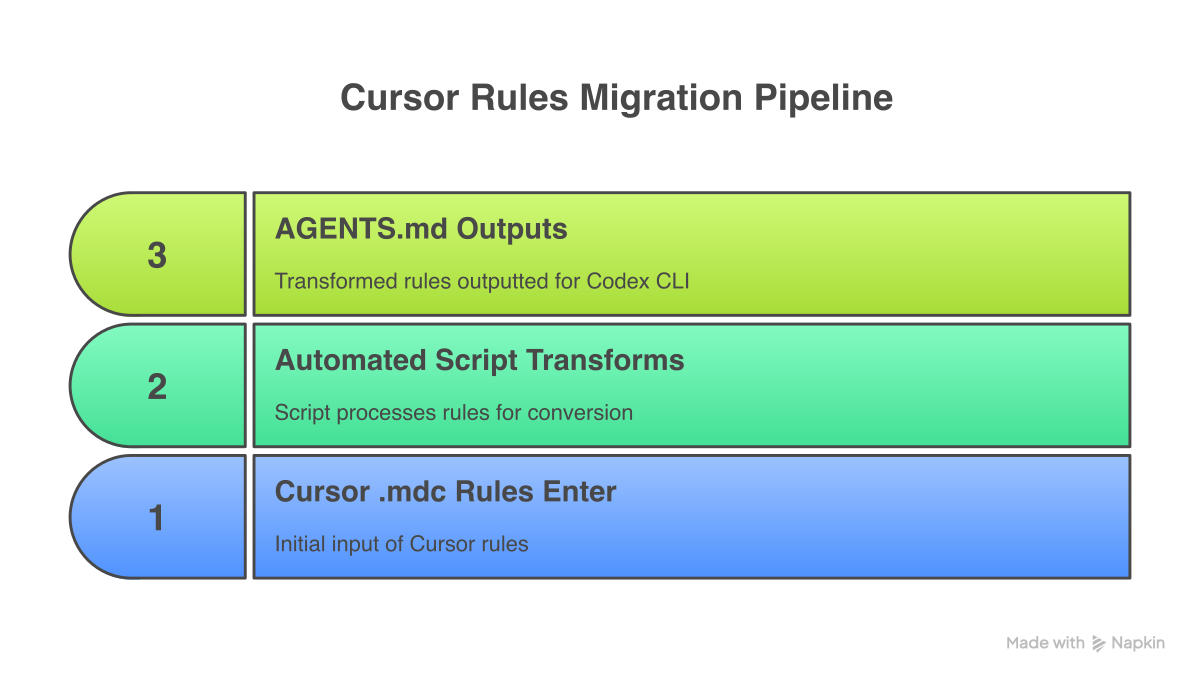 Cursor Rules Migration Pipeline
3
AGENTS.md Outputs
Transformed rules outputted for Codex CLI
2
Automated Script Transforms
Script processes rules for conversion
1
Cursor .mdc Rules Enter
Initial input of Cursor rules
Made with Napkin